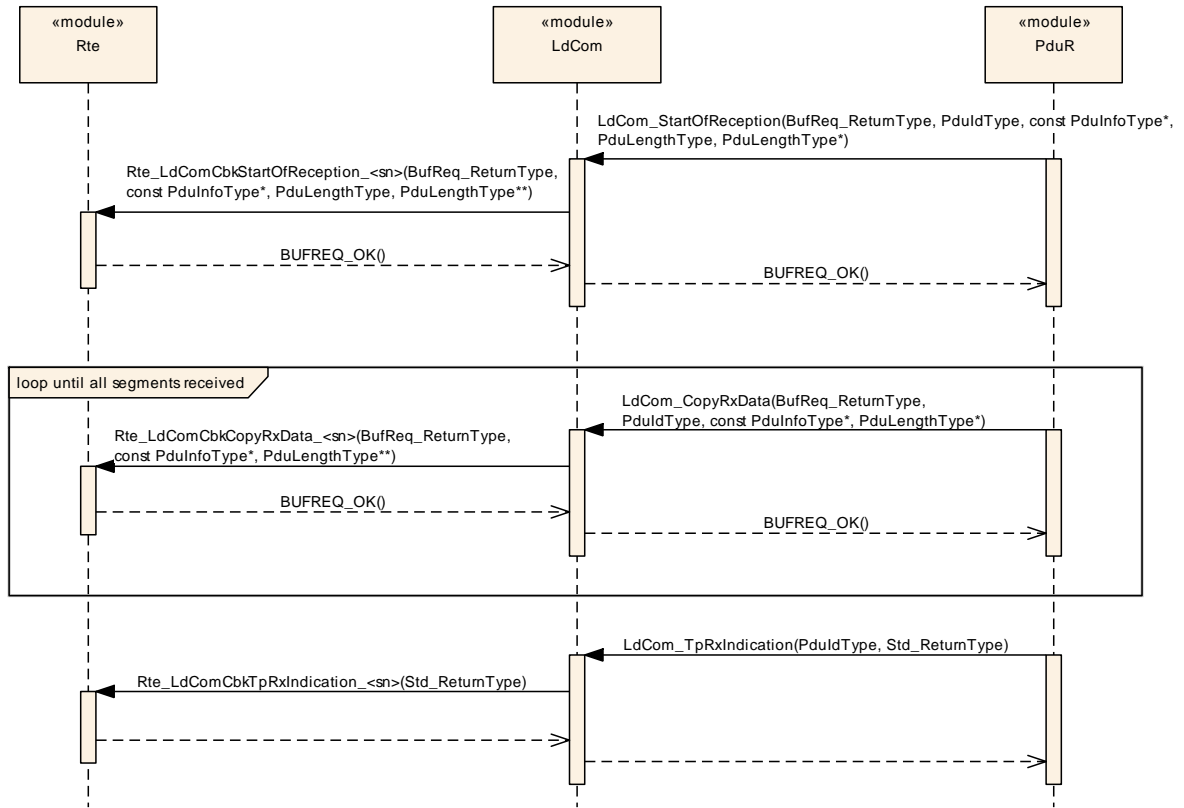 «module»
Rte
«module»
LdCom
«module»
PduR
LdCom_StartOfReception(BufReq_ReturnType, PduIdType, const PduInfoType*,
PduLengthType, PduLengthType*)
Rte_LdComCbkStartOfReception_<sn>(BufReq_ReturnType,
const PduInfoType*, PduLengthType, PduLengthType**)
BUFREQ_OK()
BUFREQ_OK()
loop until all segments received
LdCom_CopyRxData(BufReq_ReturnType,
PduIdType, const PduInfoType*, PduLengthType*)
Rte_LdComCbkCopyRxData_<sn>(BufReq_ReturnType,
const PduInfoType*, PduLengthType**)
BUFREQ_OK()
BUFREQ_OK()
LdCom_TpRxIndication(PduIdType, Std_ReturnType)
Rte_LdComCbkTpRxIndication_<sn>(Std_ReturnType)